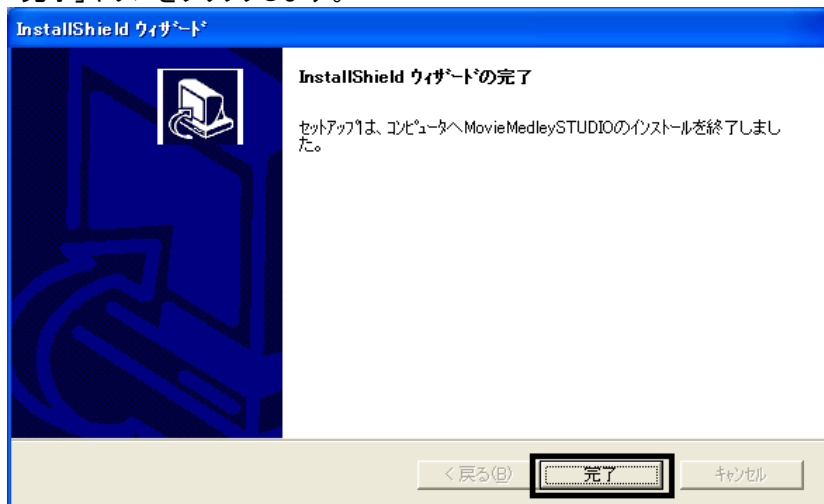 InstallShield ウィザード
InstallShield ウィザードの完了
セットアップは、コンピュータへMovieMedleySTUDIOのインストールを終了しまし
た。
< 戻る(B)
完了
キャンセル